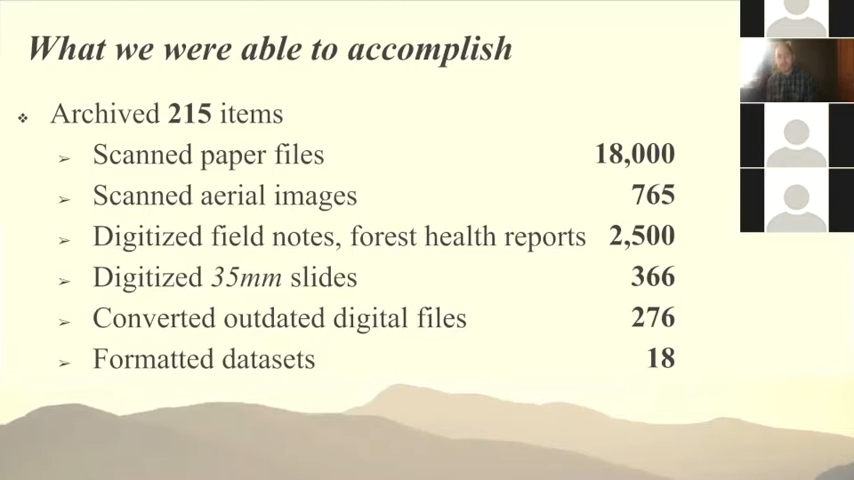 What we were able to accomplish
❖ Archived 215 items
➢ Scanned paper files 18,000
➢ Scanned aerial images 765
➢ Digitized field notes, forest health reports 2,500
➢ Digitized 35mm slides 366
➢ Converted outdated digital files 276
➢ Formatted datasets 18